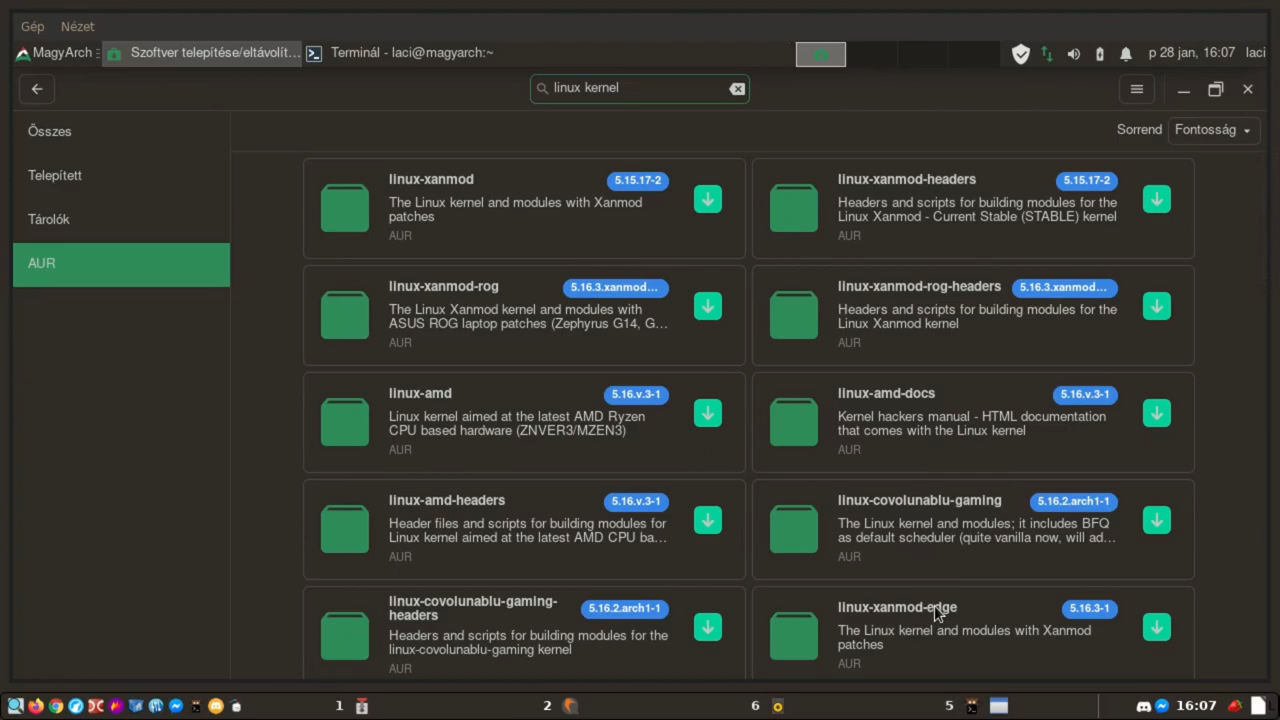 Gép Nézet
MagyArch Szoftver telepítése/eltávolít... Terminál - laci@magyarch:~ p 28 jan, 16:07 laci
linux kernel
Összes
Telepített
Tárolók
AUR
Sorrend Fontosság
linux-xanmod 5.15.17-2
The Linux kernel and modules with Xanmod
patches
AUR
linux-xanmod-headers 5.15.17-2
Headers and scripts for building modules for the
Linux Xanmod - Current Stable (STABLE) kernel
AUR
linux-xanmod-rog 5.16.3.xanmod...
The Linux Xanmod kernel and modules with
ASUS ROG laptop patches (Zephyrus G14, G...
AUR
linux-xanmod-rog-headers 5.16.3.xanmod...
Headers and scripts for building modules for the
Linux Xanmod kernel
AUR
linux-amd 5.16.v.3-1
Linux kernel aimed at the latest AMD Ryzen
CPU based hardware (ZNVER3/MZEN3)
AUR
linux-amd-docs 5.16.v.3-1
Kernel hackers manual - HTML documentation
that comes with the Linux kernel
AUR
linux-amd-headers 5.16.v.3-1
Header files and scripts for building modules for
Linux kernel aimed at the latest AMD CPU ba...
AUR
linux-covolunablu-gaming 5.16.2.arch1-1
The Linux kernel and modules; it includes BFQ
as default scheduler (quite vanilla now, will ad...
AUR
linux-covolunablu-gaming-
headers 5.16.2.arch1-1
Headers and scripts for building modules for the
linux-covolunablu-gaming kernel
AUR
linux-xanmod-edge 5.16.3-1
The Linux kernel and modules with Xanmod
patches
AUR
1 2 6 5 16:07